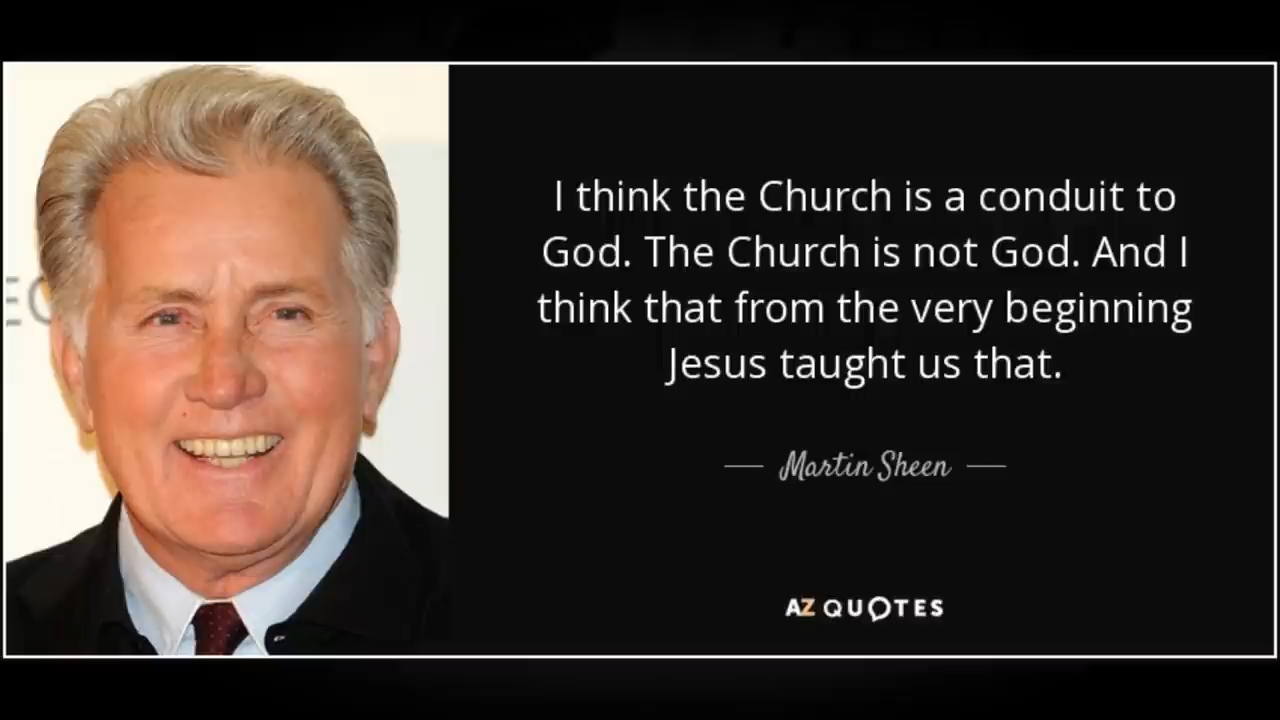 EC
I think the Church is a conduit to
God. The Church is not God. And I
think that from the very beginning
Jesus taught us that.
Martin Sheen
AZ QUOTES